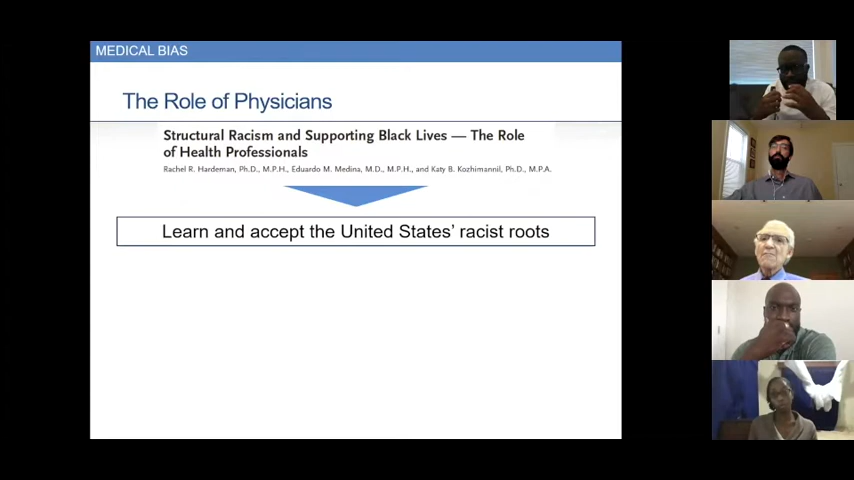 MEDICAL BIAS
The Role of Physicians
Structural Racism and Supporting Black Lives — The Role
of Health Professionals
Rachel R. Hardeman, Ph.D., M.P.H., Eduardo M. Medina, M.D., M.P.H., and Katy B. Kozhimannil, Ph.D., M.P.A.
Learn and accept the United States' racist roots